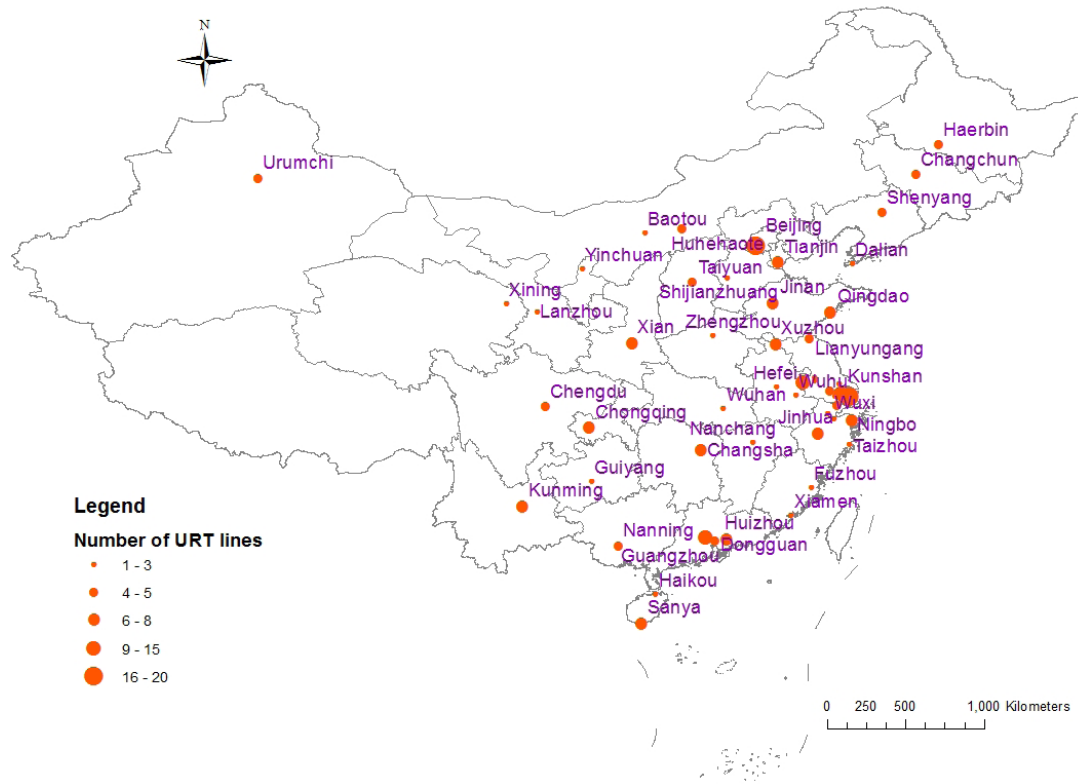 N
Haerbin
Changchun
Urumchi
Shenyang
Baotou
Beijing
Huhehaote
Tianjin
Dalian
Yinchuan
Taiyuan
Xining
Shijianzhuang
Jinan
Qingdao
Lanzhou
Zhengzhou
Xuzhou
Xian
Lianyungang
Hefei
Wuhu
Kunshan
Chengdu
Wuhan
Wuxi
Chongqing
Jinhua
Ningbo
Nanchang
Changsha
Taizhou
Guiyang
Fuzhou
Kunming
Xiamen
Legend
Nanning
Huizhou
Number of URT lines
Guangzhou
Dongguan
1 - 3
Haikou
4 - 5
Sanya
6 - 8
9 - 15
16 - 20
0 250 500 1,000 Kilometers